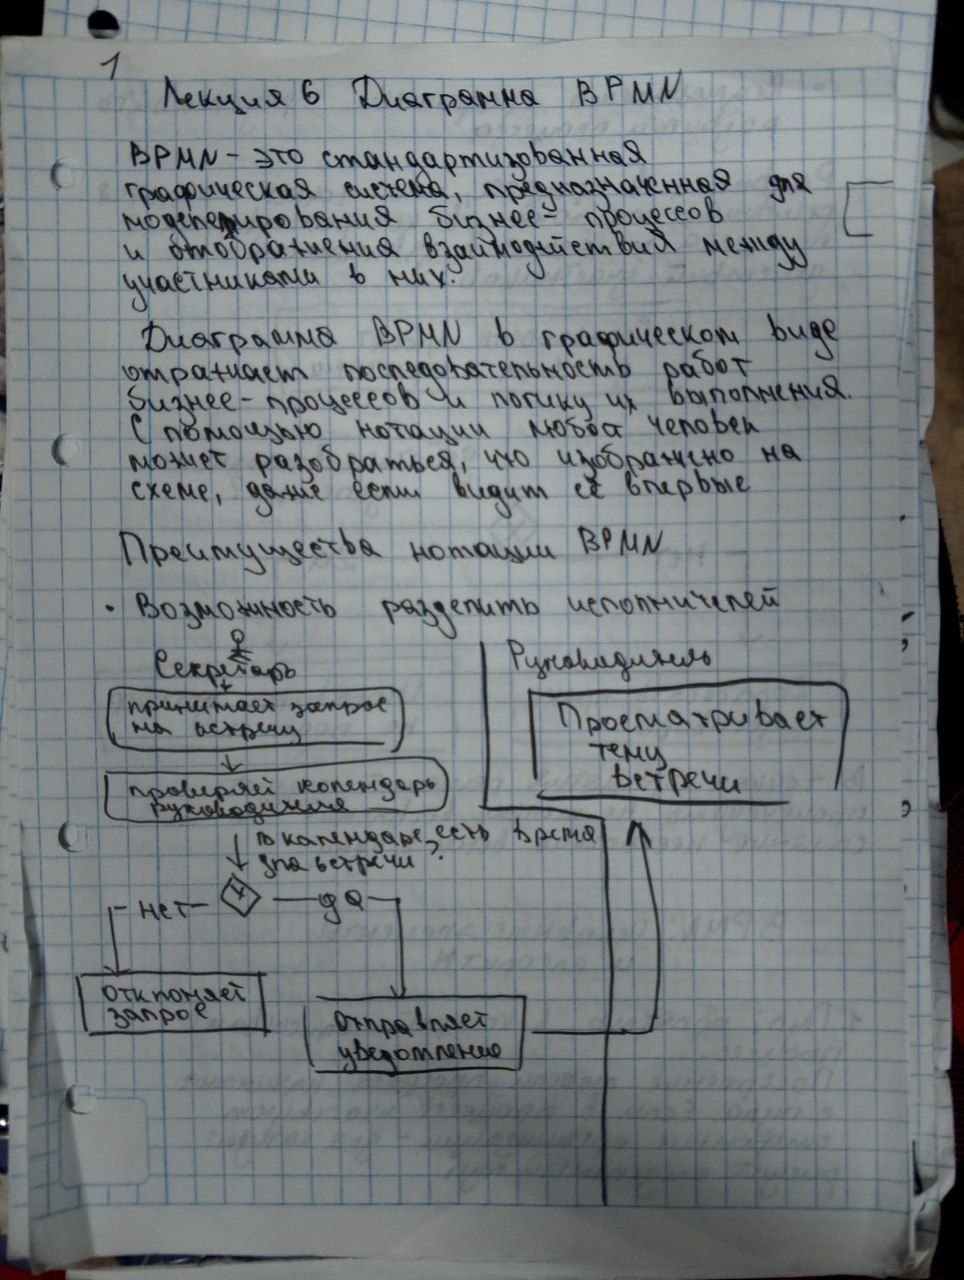 1
Лекция 6 Диаграмма BPMN
BPMN - это стандартизованная
графическая система, предназначенная для
моделирования бизнес-процессов
и отображения взаимодействия между
участниками в них.
Диаграмма BPMN в графическом виде
отражает последовательность работ
бизнес-процессов и логику их выполнения.
С помощью нотации любой человек
может разобраться, что изображено на
схеме, даже если видит её впервые
Преимущества нотации BPMN
• Возможность разделить исполнителей
Секретарь
принимает запрос
на встречу
проверяет календарь
руководителя
В календаре есть время
для встречи?
нет
да
отклоняет
запрос
отправляет
уведомление
Руководитель
Просматривает
тему
встречи